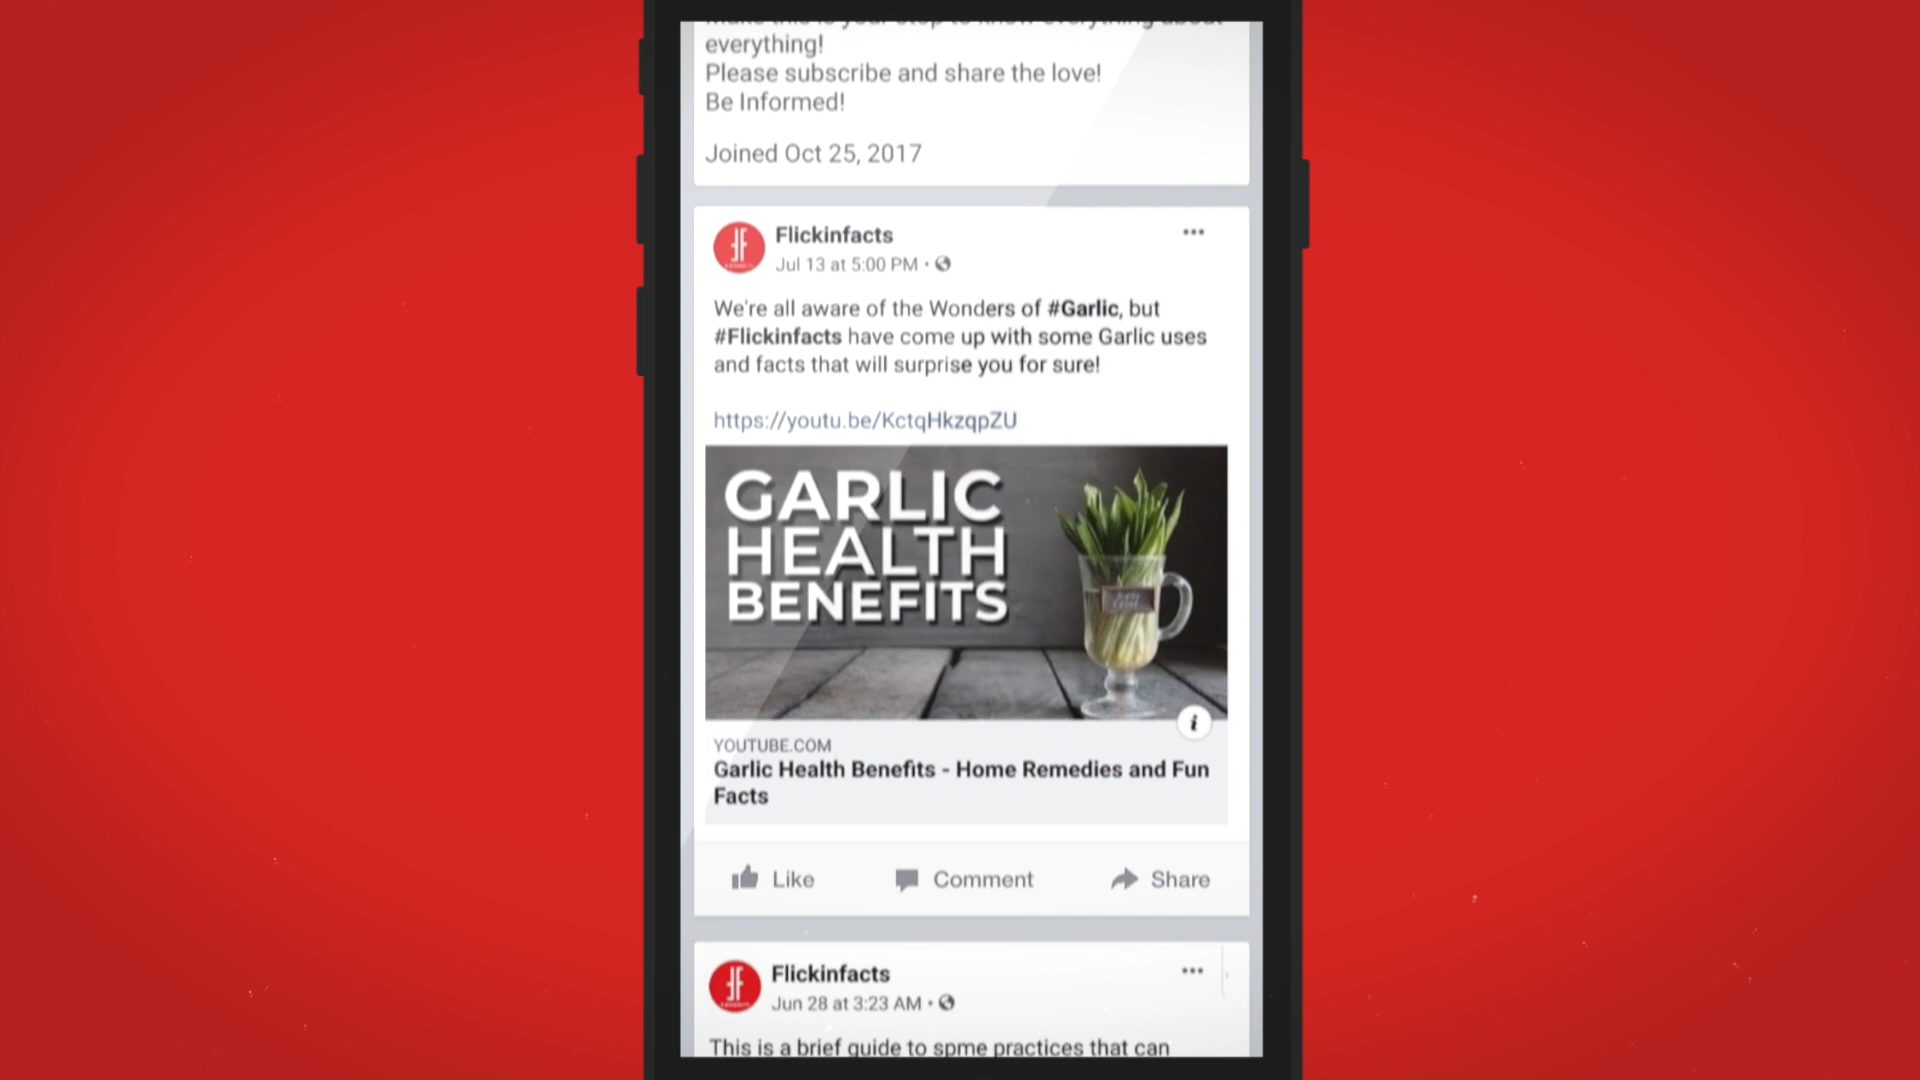 everything!
Please subscribe and share the love!
Be Informed!
Joined Oct 25, 2017
Flickinfacts
Jul 13 at 5:00 PM ·
We're all aware of the Wonders of #Garlic, but
#Flickinfacts have come up with some Garlic uses
and facts that will surprise you for sure!
https://youtu.be/KctqHkzqpZU
GARLIC
HEALTH
BENEFITS
i
YOUTUBE.COM
Garlic Health Benefits - Home Remedies and Fun
Facts
Like
Comment
Share
Flickinfacts
Jun 28 at 3:23 AM ·
This is a brief guide to spme practices that can